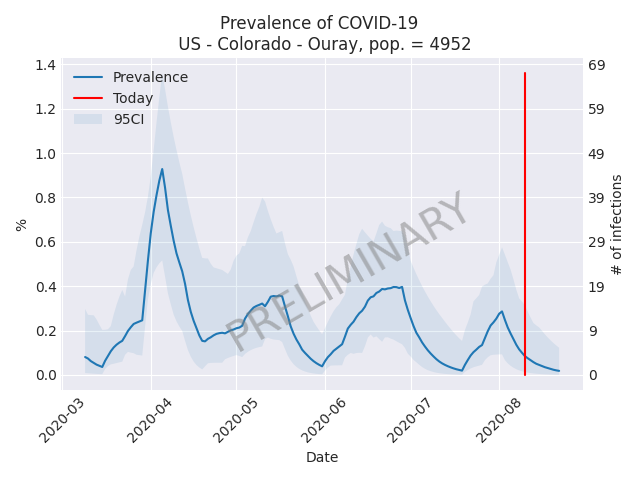 Prevalence of COVID-19
US - Colorado - Ouray, pop. = 4952
1.4
1.2
1.0
0.8
0.6
0.4
0.2
0.0
%
Prevalence
Today
95CI
PRELIMINARY
69
59
49
39
29
19
9
0
# of infections
2020-03
2020-04
2020-05
2020-06
2020-07
2020-08
Date